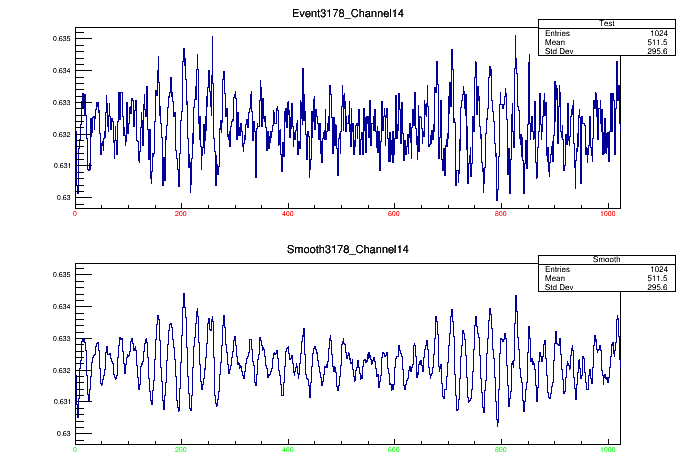 Event3178_Channel14
Test
Entries 1024
Mean 511.5
Std Dev 295.6
0.635
0.634
0.633
0.632
0.631
0.63
0 200 400 600 800 1000
Smooth3178_Channel14
Smooth
Entries 1024
Mean 511.5
Std Dev 295.6
0.635
0.634
0.633
0.632
0.631
0.63
0 200 400 600 800 1000